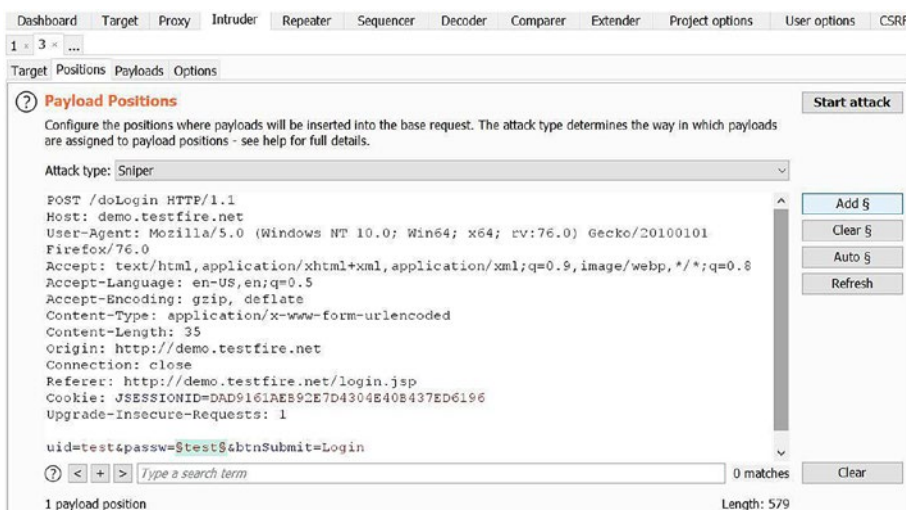 Dashboard Target Proxy Intruder Repeater Sequencer Decoder Comparer Extender Project options User options CSRF
1 × 3 × ...
Target Positions Payloads Options
? Payload Positions Start attack
Configure the positions where payloads will be inserted into the base request. The attack type determines the way in which payloads
are assigned to payload positions - see help for full details.
Attack type: Sniper
POST /doLogin HTTP/1.1
Add §
Host: demo.testfire.net
User-Agent: Mozilla/5.0 (Windows NT 10.0; Win64; x64; rv:76.0) Gecko/20100101
Clear §
Firefox/76.0
Accept: text/html,application/xhtml+xml,application/xml;q=0.9,image/webp,*/*;q=0.8
Auto §
Accept-Language: en-US,en;q=0.5
Accept-Encoding: gzip, deflate
Refresh
Content-Type: application/x-www-form-urlencoded
Content-Length: 35
Origin: http://demo.testfire.net
Connection: close
Referer: http://demo.testfire.net/login.jsp
Cookie: JSESSIONID=DAD9161AEB92E7D4304E40B437ED6196
Upgrade-Insecure-Requests: 1
uid=test&passw=§test§&btnSubmit=Login
? < + > Type a search term 0 matches Clear
1 payload position Length: 579